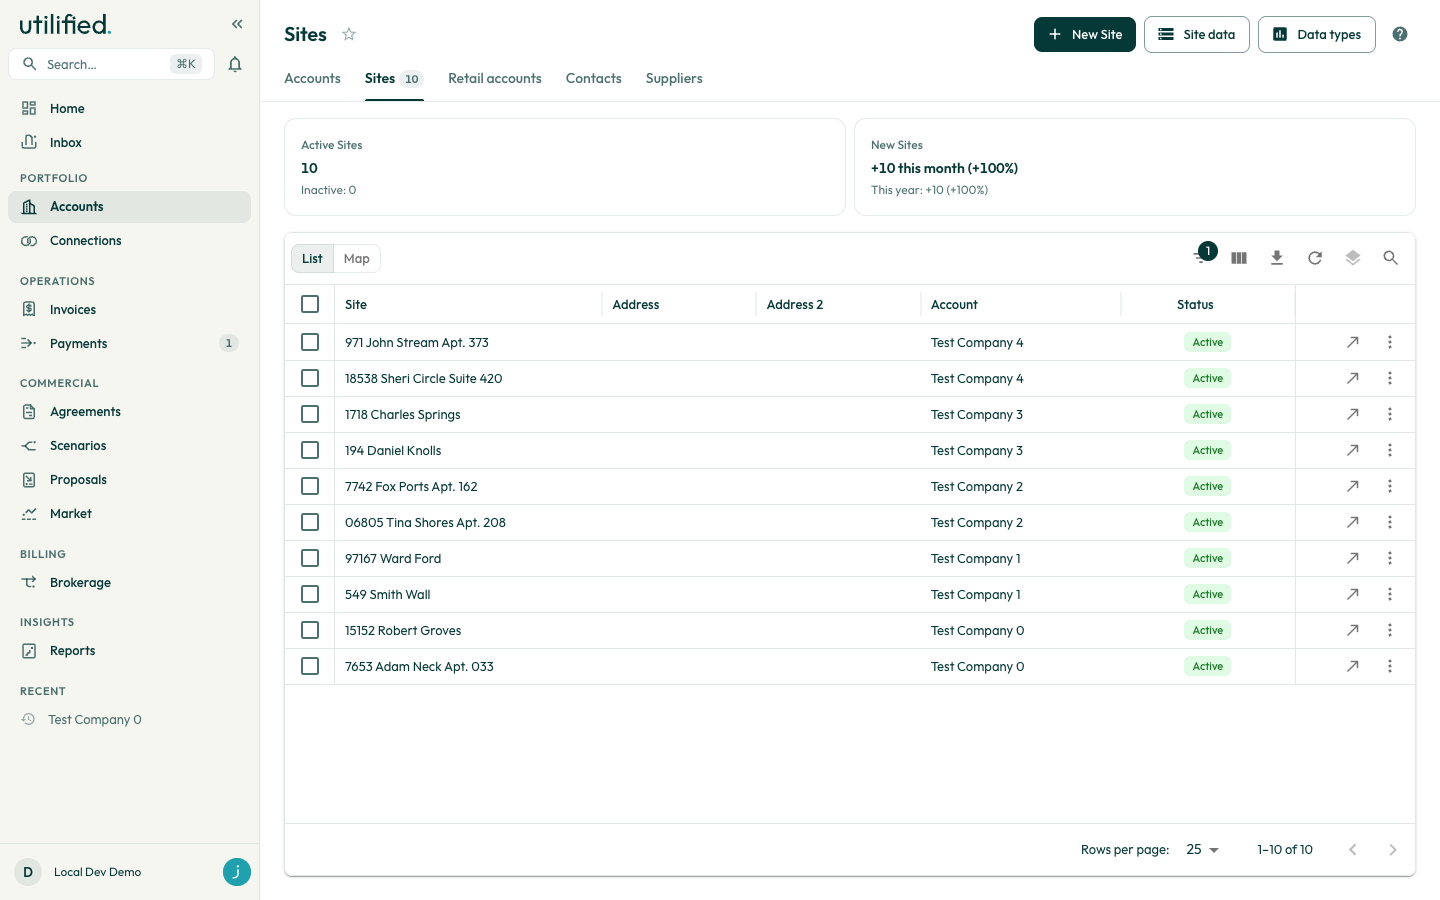 utilified.
Search...
⌘K
Home
Inbox
PORTFOLIO
Accounts
Connections
OPERATIONS
Invoices
Payments
1
COMMERCIAL
Agreements
Scenarios
Proposals
Market
BILLING
Brokerage
INSIGHTS
Reports
RECENT
Test Company 0
D
Local Dev Demo
j
Sites
New Site
Site data
Data types
Accounts
Sites 10
Retail accounts
Contacts
Suppliers
Active Sites
10
Inactive: 0
New Sites
+10 this month (+100%)
This year: +10 (+100%)
List
Map
1
Site Address Address 2 Account Status
971 John Stream Apt. 373 Test Company 4 Active
18538 Sheri Circle Suite 420 Test Company 4 Active
1718 Charles Springs Test Company 3 Active
194 Daniel Knolls Test Company 3 Active
7742 Fox Ports Apt. 162 Test Company 2 Active
06805 Tina Shores Apt. 208 Test Company 2 Active
97167 Ward Ford Test Company 1 Active
549 Smith Wall Test Company 1 Active
15152 Robert Groves Test Company 0 Active
7653 Adam Neck Apt. 033 Test Company 0 Active
Rows per page: 25 1–10 of 10